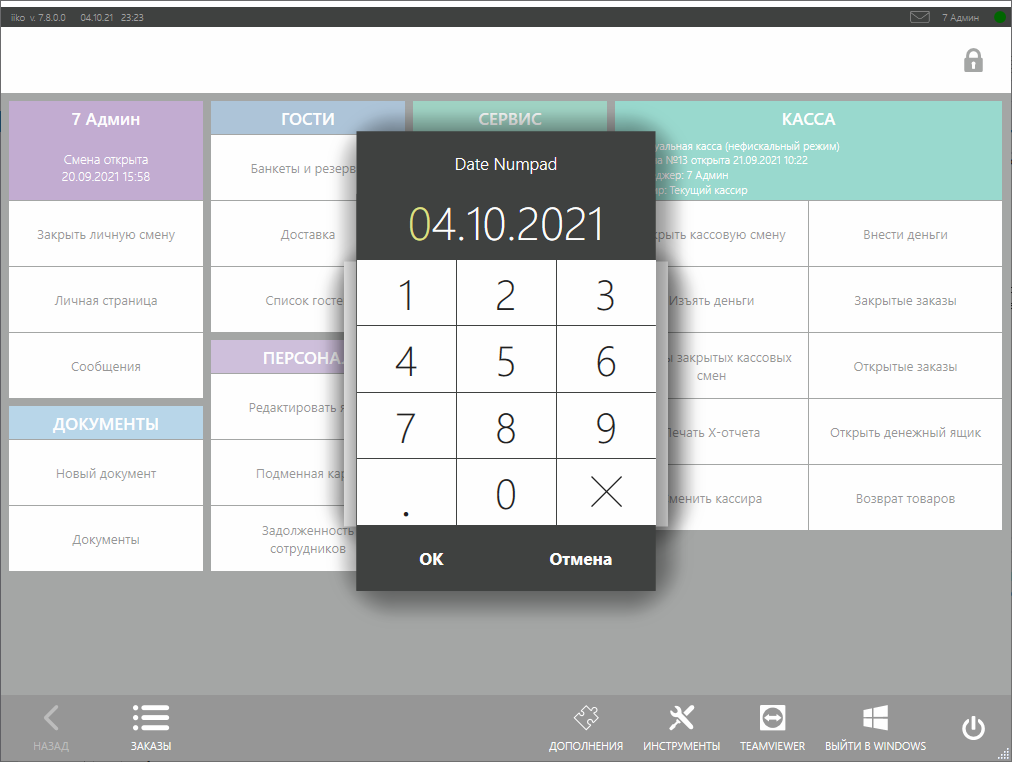 iiko v. 7.8.0.0 04.10.21 23:23 7 Админ
7 Админ
Смена открыта
20.09.2021 15:58
Закрыть личную смену
Личная страница
Сообщения
ДОКУМЕНТЫ
Новый документ
Документы
ГОСТИ
Банкеты и резерв
Доставка
Список госте
ПЕРСОНА
Редактировать
Подменная кар
Задолженность
сотрудников
СЕРВИС
Date Numpad
04.10.2021
1 2 3
4 5 6
7 8 9
. 0
OK Отмена
КАССА
уальная касса (нефискальный режим)
а №13 открыта 21.09.2021 10:22
джер: 7 Админ
ир: Текущий кассир
рыть кассовую смену
Внести деньги
Изъять деньги
Закрытые заказы
ы закрытых кассовых
смен
Открытые заказы
Печать X-отчета
Открыть денежный ящик
менить кассира
Возврат товаров
НАЗАД
ЗАКАЗЫ
ДОПОЛНЕНИЯ
ИНСТРУМЕНТЫ
TEAMVIEWER
ВЫЙТИ В WINDOWS